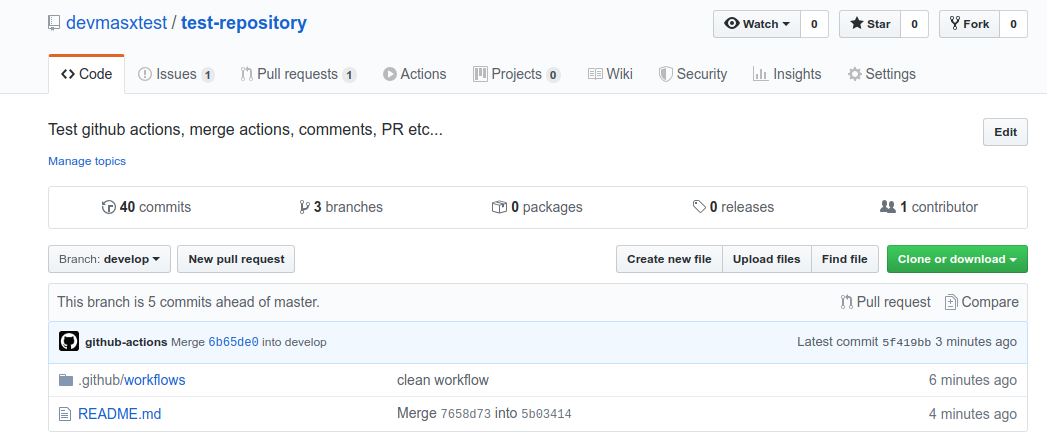 devmasxtest / test-repository
Watch 0 Star 0 Fork 0
Code Issues 1 Pull requests 1 Actions Projects 0 Wiki Security Insights Settings
Test github actions, merge actions, comments, PR etc...
Edit
Manage topics
40 commits 3 branches 0 packages 0 releases 1 contributor
Branch: develop New pull request Create new file Upload files Find file Clone or download
This branch is 5 commits ahead of master. Pull request Compare
github-actions Merge 6b65de0 into develop Latest commit 5f419bb 3 minutes ago
.github/workflows clean workflow 6 minutes ago
README.md Merge 7658d73 into 5b03414 4 minutes ago